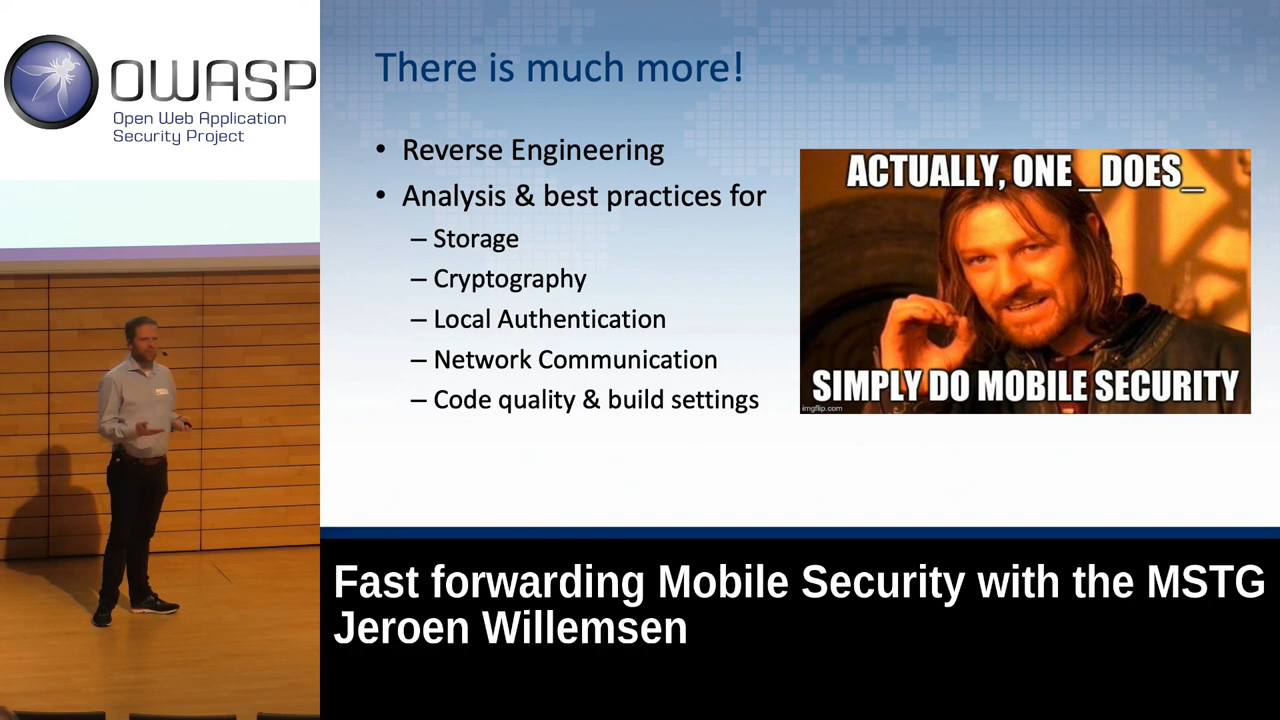 OWASP
Open Web Application
Security Project
There is much more!
• Reverse Engineering
• Analysis & best practices for
– Storage
– Cryptography
– Local Authentication
– Network Communication
– Code quality & build settings
ACTUALLY, ONE _DOES_
SIMPLY DO MOBILE SECURITY
imgflip.com
Fast forwarding Mobile Security with the MSTG
Jeroen Willemsen